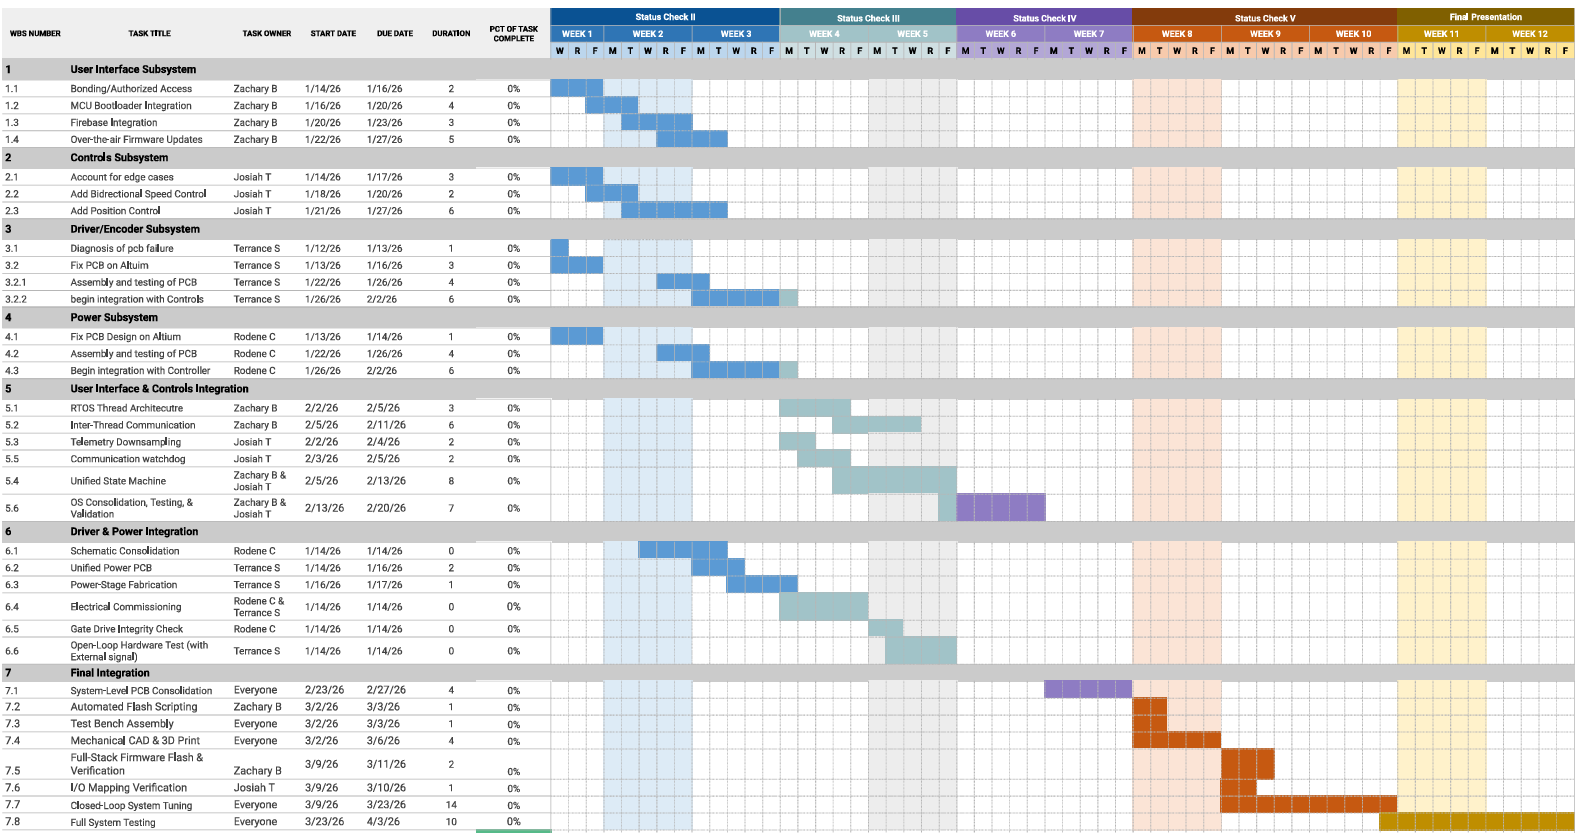 Status Check II Status Check III Status Check IV Status Check V Final Presentation
WBS NUMBER TASK TITLE TASK OWNER START DATE DUE DATE DURATION PCT OF TASK COMPLETE WEEK 1 WEEK 2 WEEK 3 WEEK 4 WEEK 5 WEEK 6 WEEK 7 WEEK 8 WEEK 9 WEEK 10 WEEK 11 WEEK 12
W R F M T W R F M T W R F M T W R F M T W R F M T W R F M T W R F M T W R F M T W R F M T W R F M T W R F M T W R F
1 User Interface Subsystem
1.1 Bonding/Authorized Access Zachary B 1/14/26 1/16/26 2 0%
1.2 MCU Bootloader Integration Zachary B 1/16/26 1/20/26 4 0%
1.3 Firebase Integration Zachary B 1/20/26 1/23/26 3 0%
1.4 Over-the-air Firmware Updates Zachary B 1/22/26 1/27/26 5 0%
2 Controls Subsystem
2.1 Account for edge cases Josiah T 1/14/26 1/17/26 3 0%
2.2 Add Bidrectional Speed Control Josiah T 1/18/26 1/20/26 2 0%
2.3 Add Position Control Josiah T 1/21/26 1/27/26 6 0%
3 Driver/Encoder Subsystem
3.1 Diagnosis of pcb failure Terrance S 1/12/26 1/13/26 1 0%
3.2 Fix PCB on Altuim Terrance S 1/13/26 1/16/26 3 0%
3.2.1 Assembly and testing of PCB Terrance S 1/22/26 1/26/26 4 0%
3.2.2 begin integration with Controls Terrance S 1/26/26 2/2/26 6 0%
4 Power Subsystem
4.1 Fix PCB Design on Altium Rodene C 1/13/26 1/14/26 1 0%
4.2 Assembly and testing of PCB Rodene C 1/22/26 1/26/26 4 0%
4.3 Begin integration with Controller Rodene C 1/26/26 2/2/26 6 0%
5 User Interface & Controls Integration
5.1 RTOS Thread Architecutre Zachary B 2/2/26 2/5/26 3 0%
5.2 Inter-Thread Communication Zachary B 2/5/26 2/11/26 6 0%
5.3 Telemetry Downsampling Josiah T 2/2/26 2/4/26 2 0%
5.5 Communication watchdog Josiah T 2/3/26 2/5/26 2 0%
5.4 Unified State Machine Zachary B & Josiah T 2/5/26 2/13/26 8 0%
5.6 OS Consolidation, Testing, & Validation Zachary B & Josiah T 2/13/26 2/20/26 7 0%
6 Driver & Power Integration
6.1 Schematic Consolidation Rodene C 1/14/26 1/14/26 0 0%
6.2 Unified Power PCB Terrance S 1/14/26 1/16/26 2 0%
6.3 Power-Stage Fabrication Terrance S 1/16/26 1/17/26 1 0%
6.4 Electrical Commissioning Rodene C & Terrance S 1/14/26 1/14/26 0 0%
6.5 Gate Drive Integrity Check Rodene C 1/14/26 1/14/26 0 0%
6.6 Open-Loop Hardware Test (with External signal) Terrance S 1/14/26 1/14/26 0 0%
7 Final Integration
7.1 System-Level PCB Consolidation Everyone 2/23/26 2/27/26 4 0%
7.2 Automated Flash Scripting Zachary B 3/2/26 3/3/26 1 0%
7.3 Test Bench Assembly Everyone 3/2/26 3/3/26 1 0%
7.4 Mechanical CAD & 3D Print Everyone 3/2/26 3/6/26 4 0%
7.5 Full-Stack Firmware Flash & Verification Zachary B 3/9/26 3/11/26 2 0%
7.6 I/O Mapping Verification Josiah T 3/9/26 3/10/26 1 0%
7.7 Closed-Loop System Tuning Everyone 3/9/26 3/23/26 14 0%
7.8 Full System Testing Everyone 3/23/26 4/3/26 10 0%